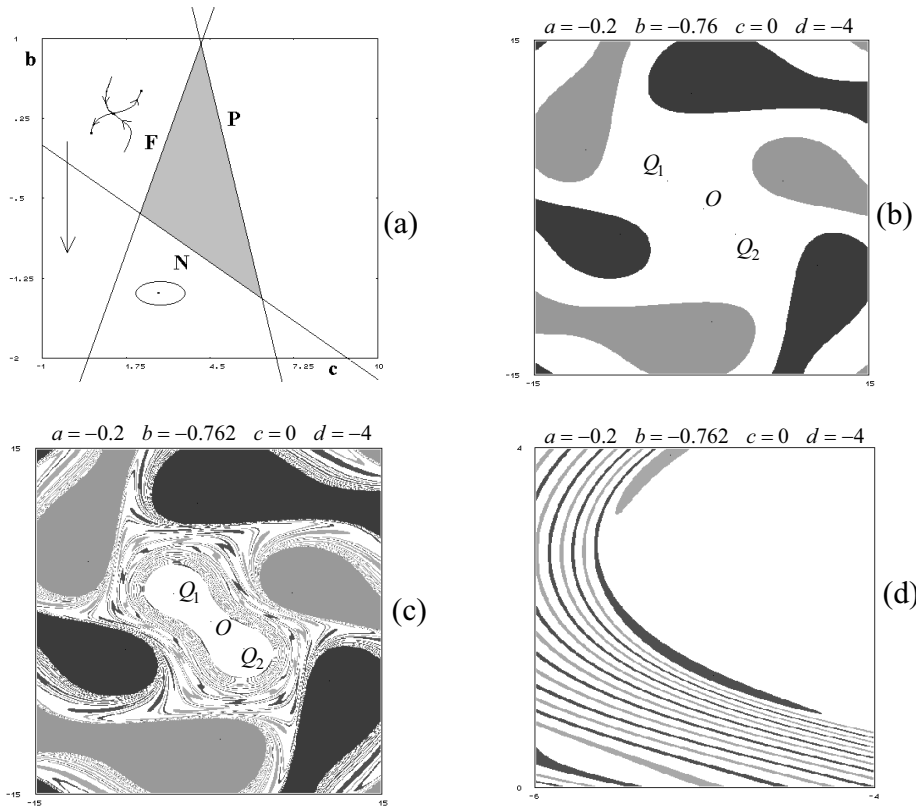 a = −0.2 b = −0.76 c = 0 d = −4
1
b
.25
-.5
-1.25
-2
-1
1.75
4.5
7.25
c
10
F
P
N
(a)
15
-15
-15
15
Q1
O
Q2
(b)
a = −0.2 b = −0.762 c = 0 d = −4
15
-15
-15
15
Q1
O
Q2
(c)
a = −0.2 b = −0.762 c = 0 d = −4
4
0
-6
-4
(d)